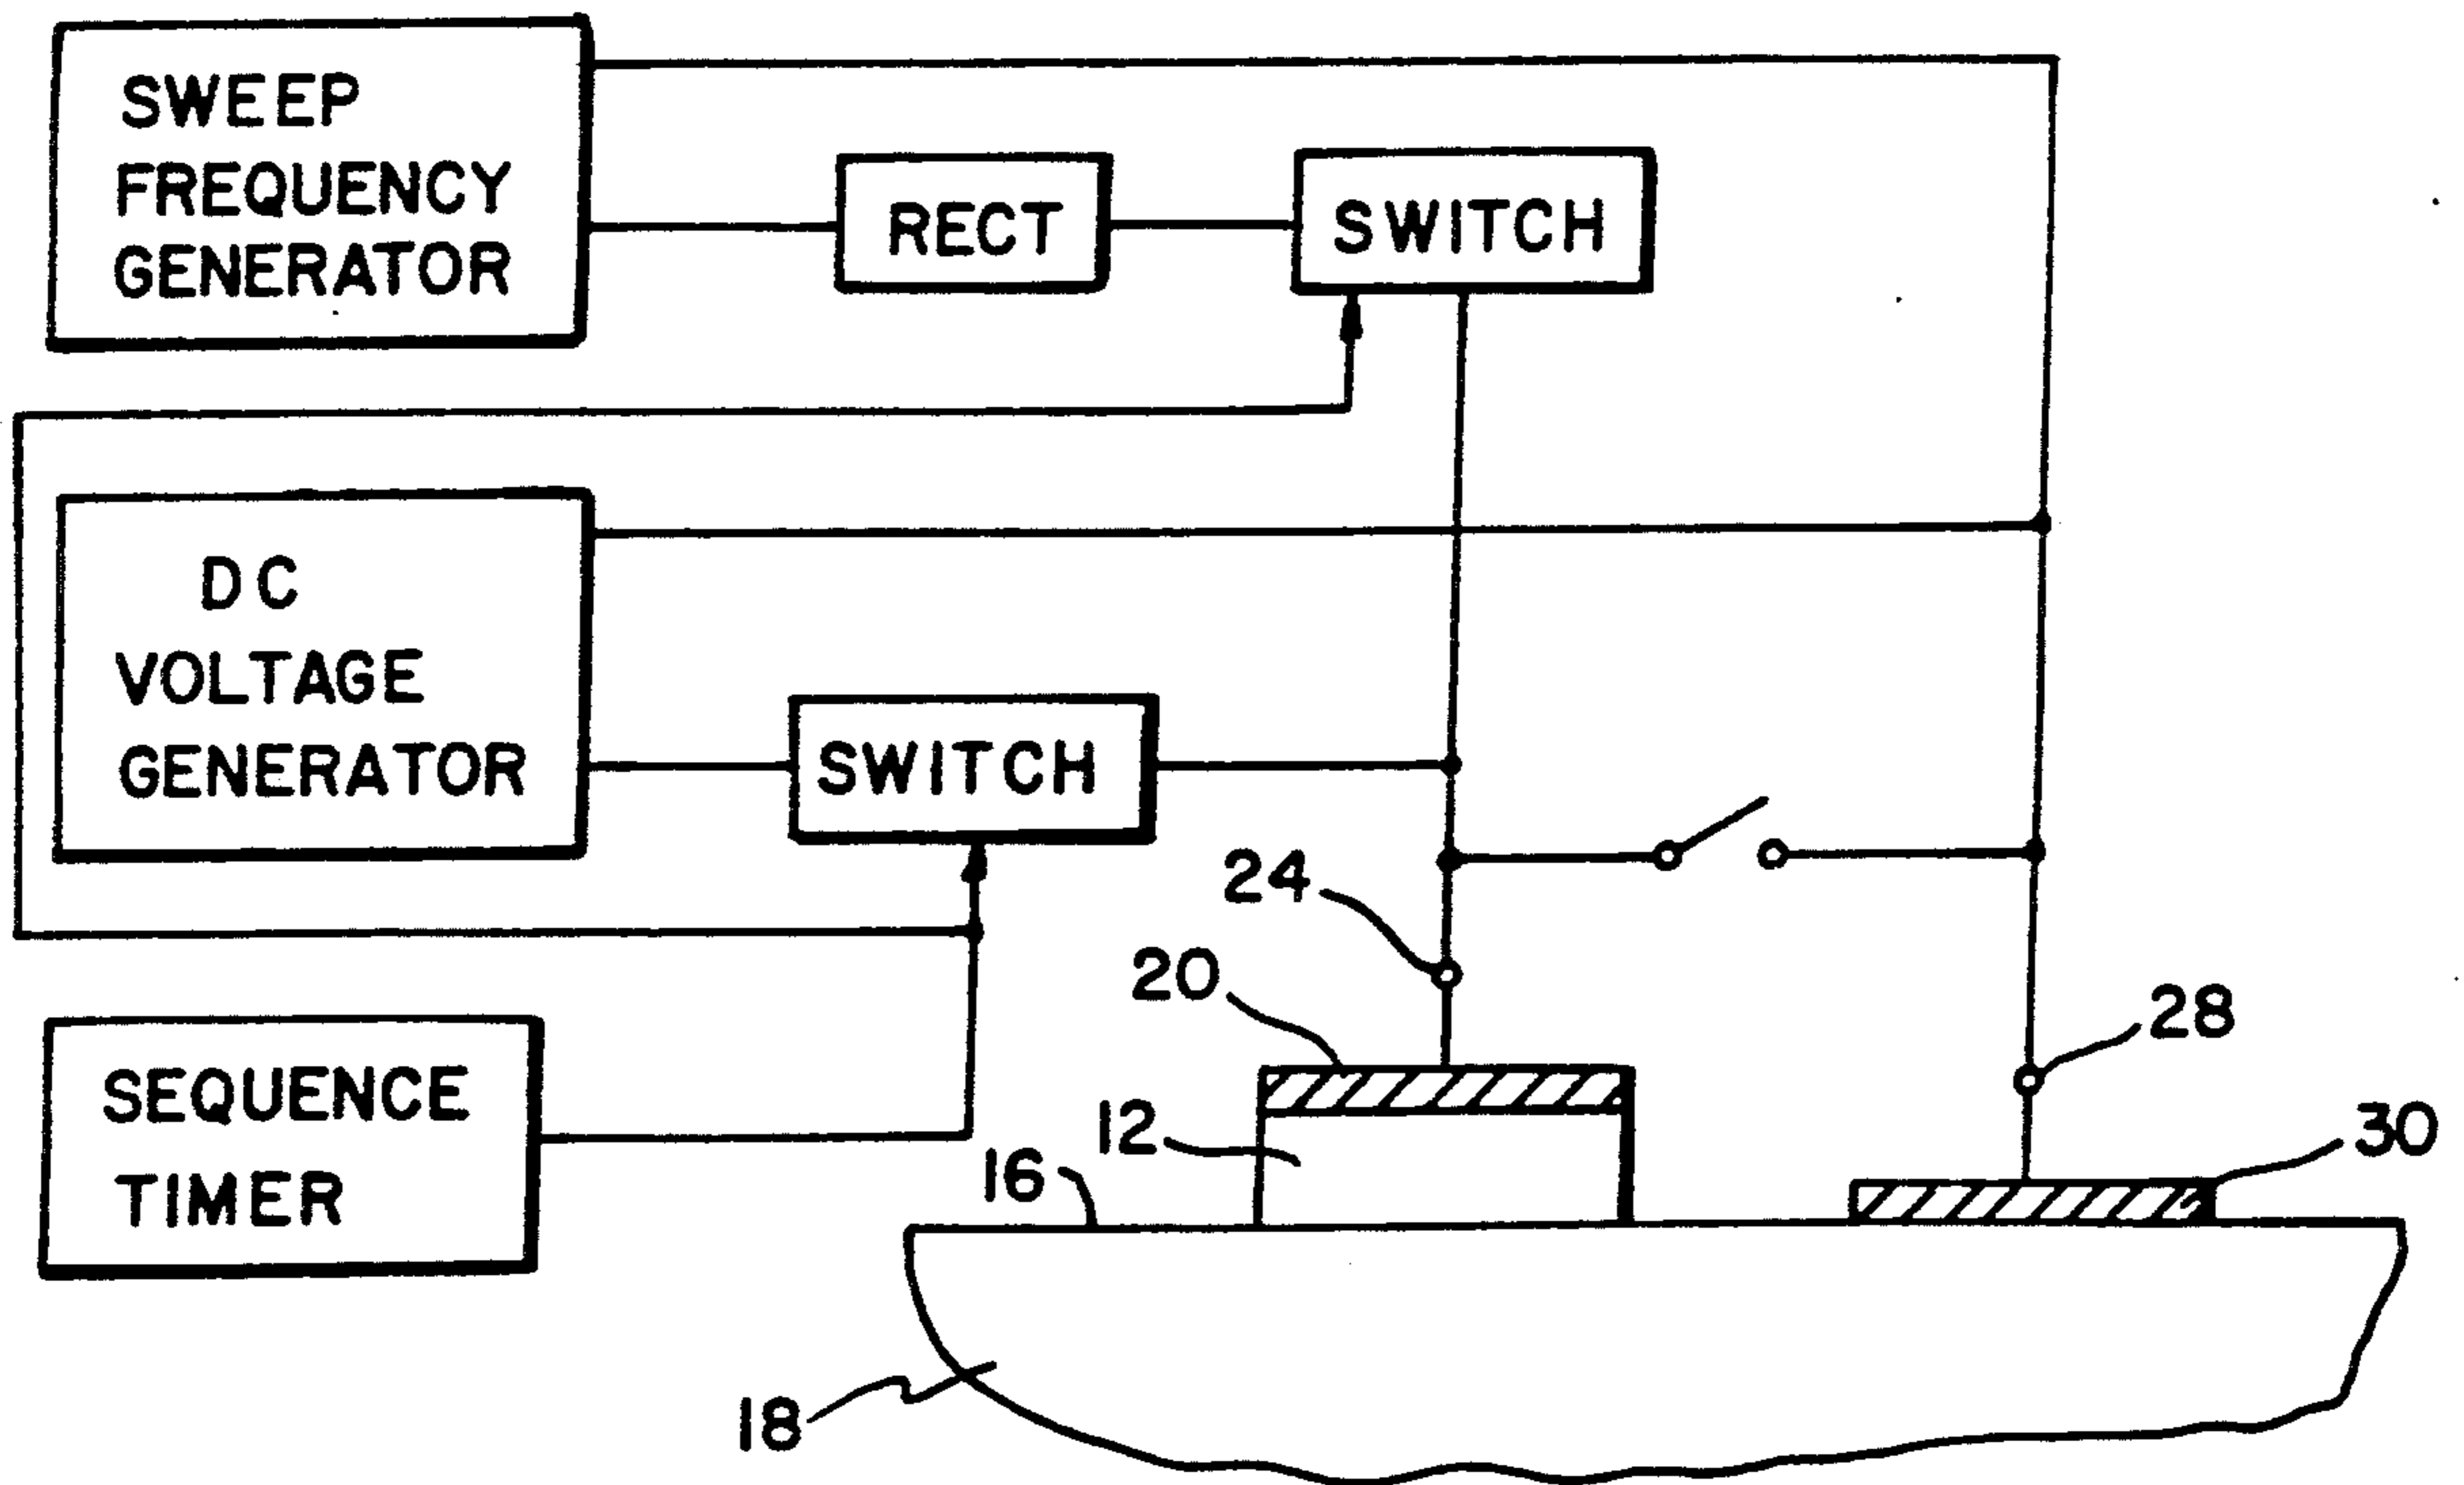 SWEEP
FREQUENCY
GENERATOR
RECT
SWITCH
DC
VOLTAGE
GENERATOR
SWITCH
24
20
28
SEQUENCE
TIMER
12
16
30
18